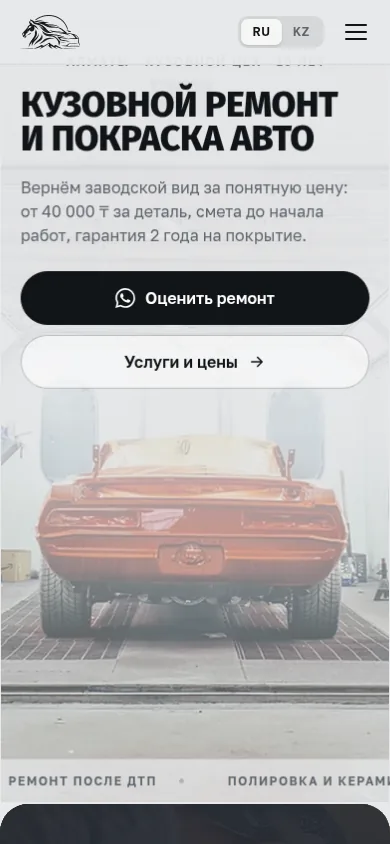 RU KZ
КУЗОВНОЙ РЕМОНТ
И ПОКРАСКА АВТО
Вернём заводской вид за понятную цену:
от 40 000 ₸ за деталь, смета до начала
работ, гарантия 2 года на покрытие.
Оценить ремонт
Услуги и цены →
РЕМОНТ ПОСЛЕ ДТП • ПОЛИРОВКА И КЕРАМИ